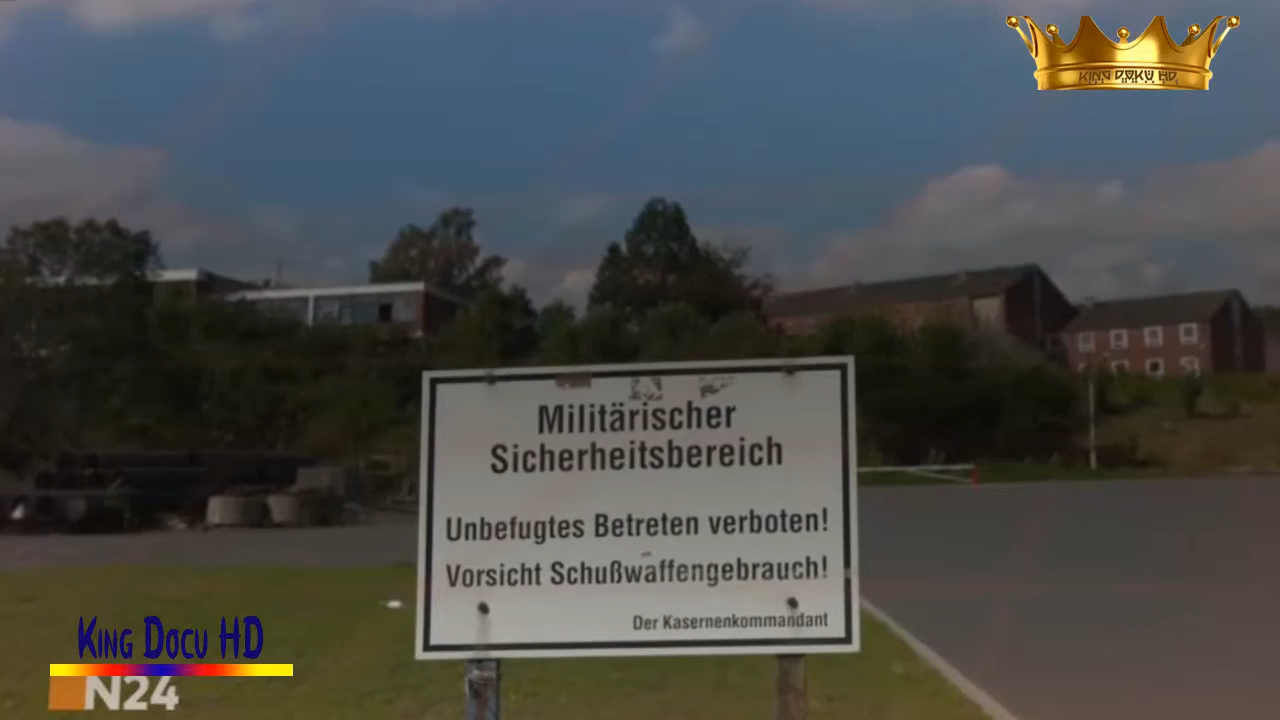 KING DOKU HD
Militärischer
Sicherheitsbereich
Unbefugtes Betreten verboten!
Vorsicht Schußwaffengebrauch!
Der Kasernenkommandant
King Docu HD
N24